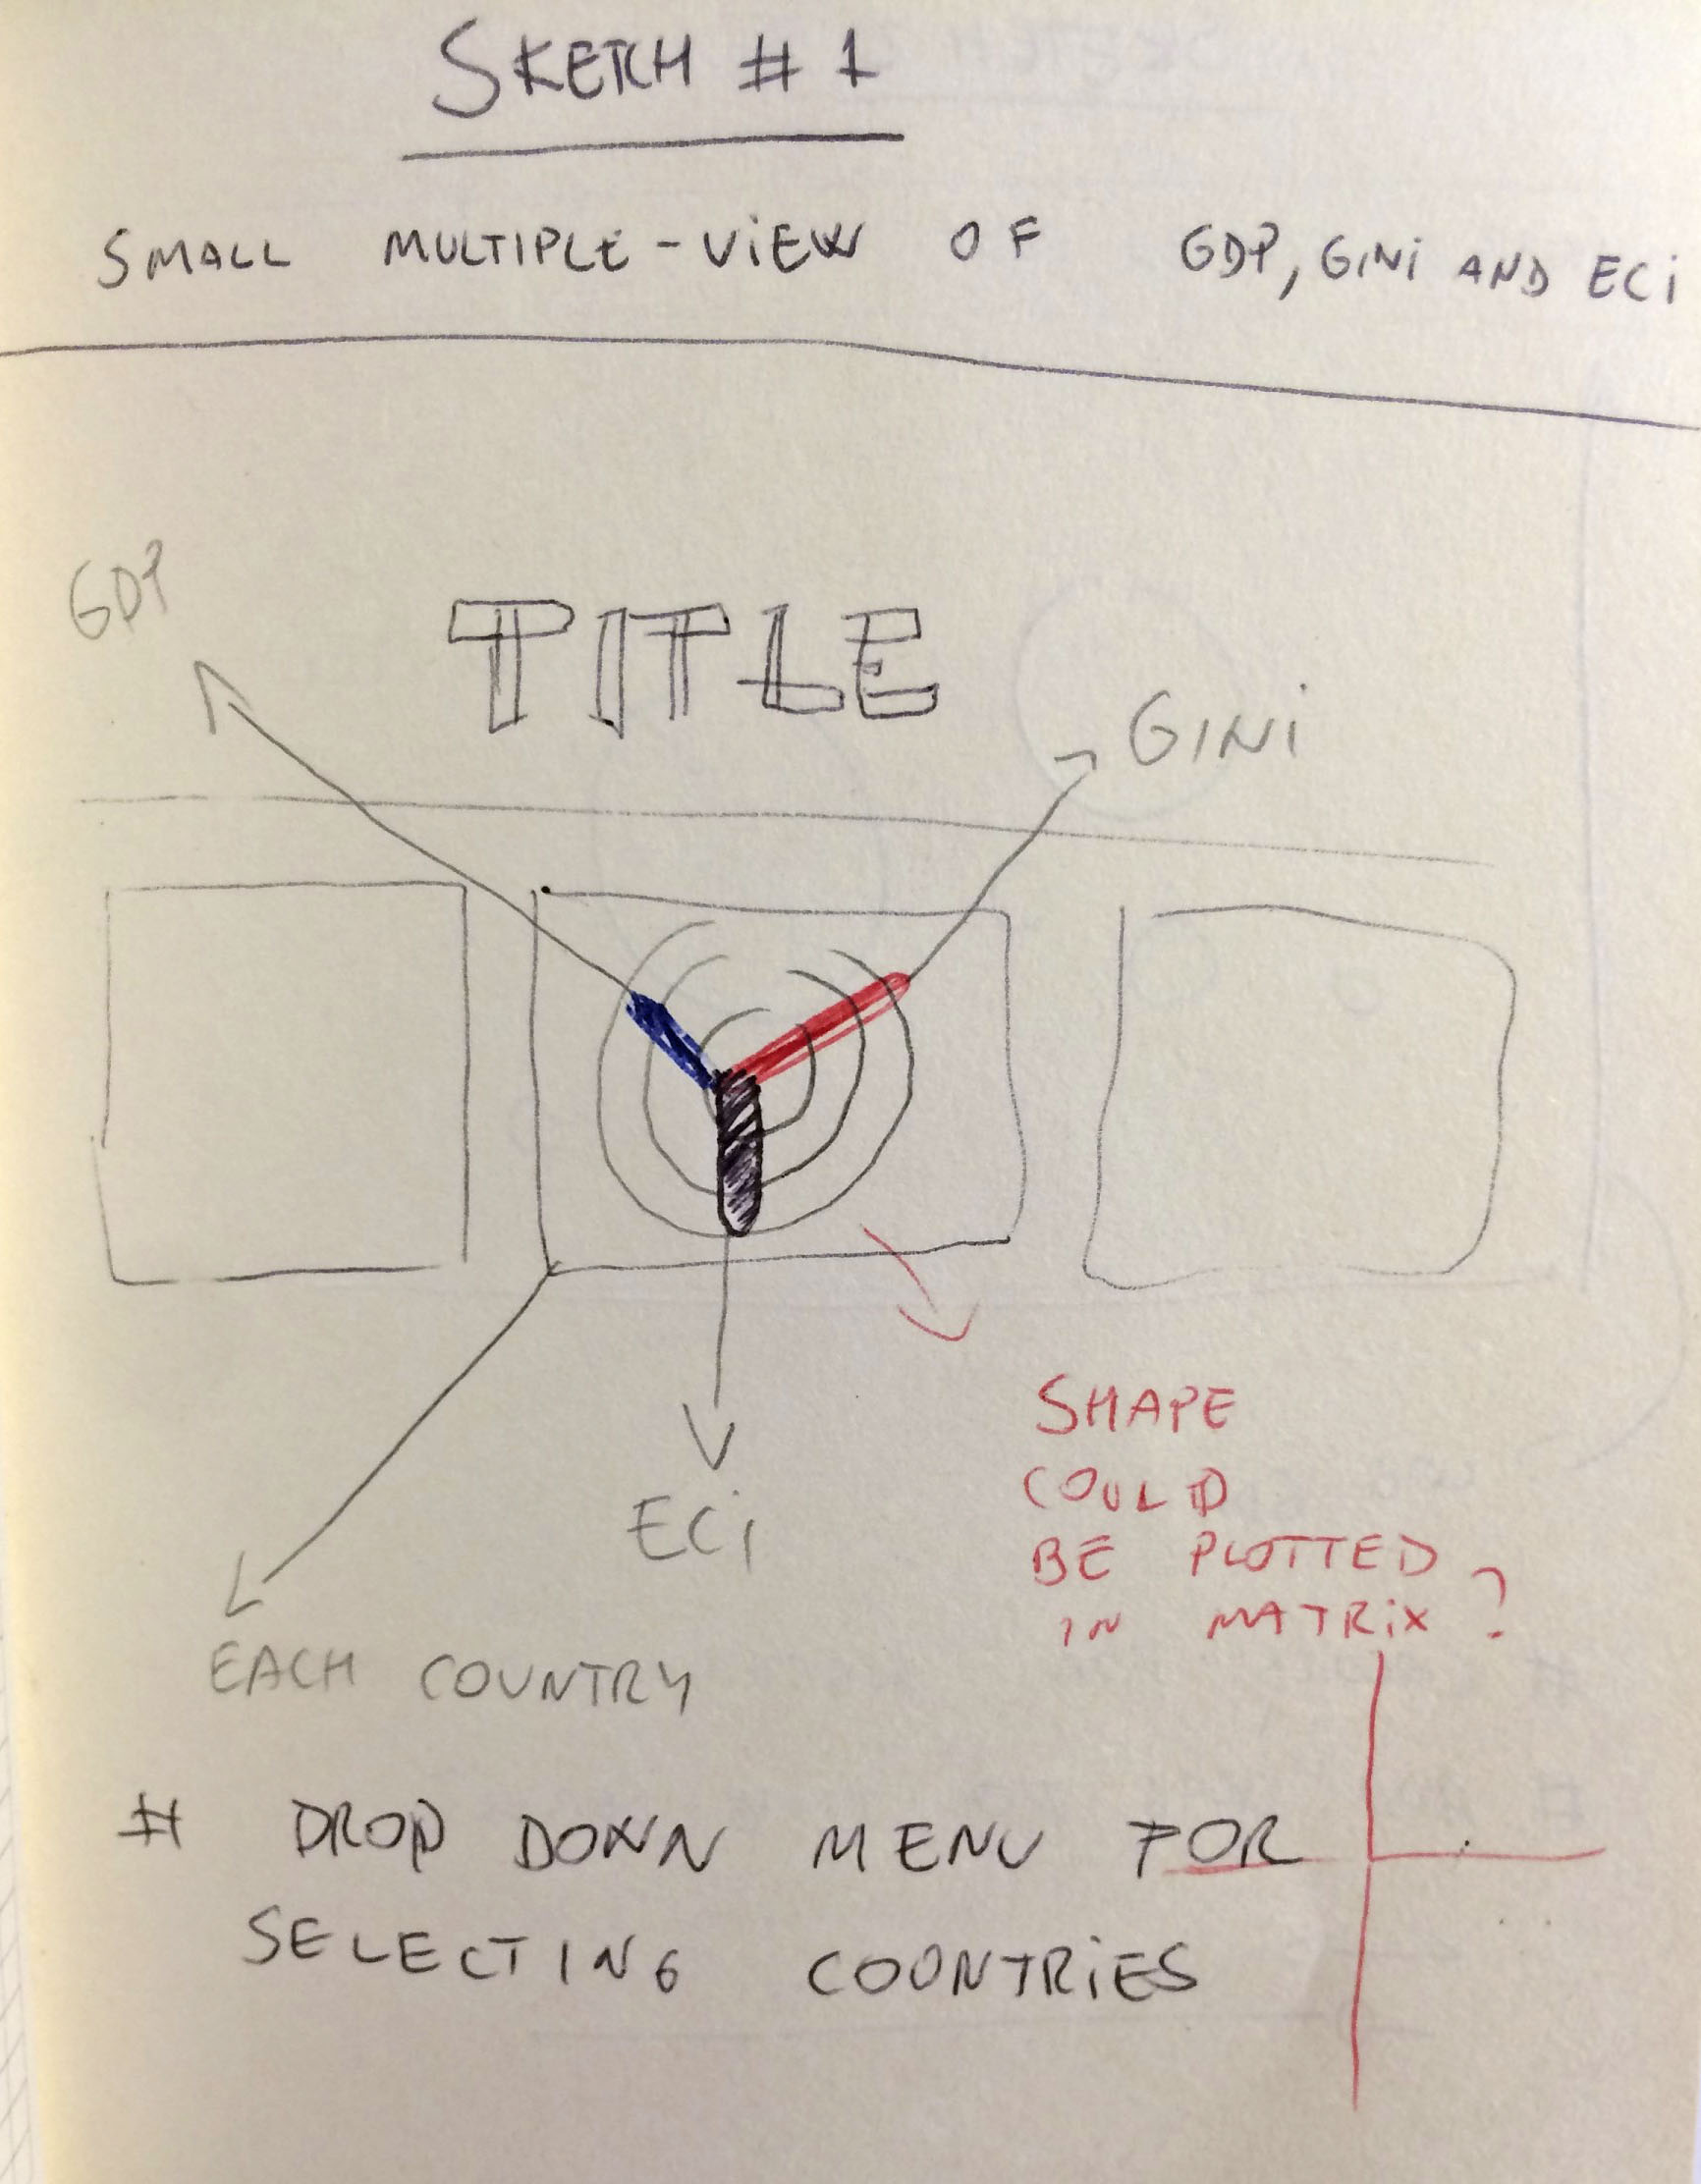 SKETCH # 1
SMALL MULTIPLE-VIEW OF GDP, GINi AND ECi
GDP
TITLE
GINi
ECi
SHAPE
COULD
BE PLOTTED
IN MATRiX ?
EACH COUNTRY
# DROP DOWN MENU FOR
SELECTING COUNTRiES